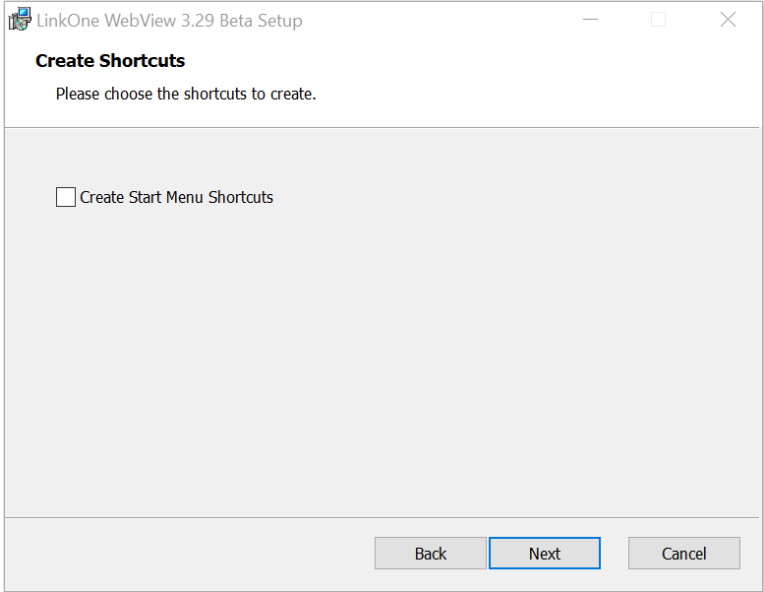 LinkOne WebView 3.29 Beta Setup
Create Shortcuts
Please choose the shortcuts to create.
Create Start Menu Shortcuts
Back Next Cancel